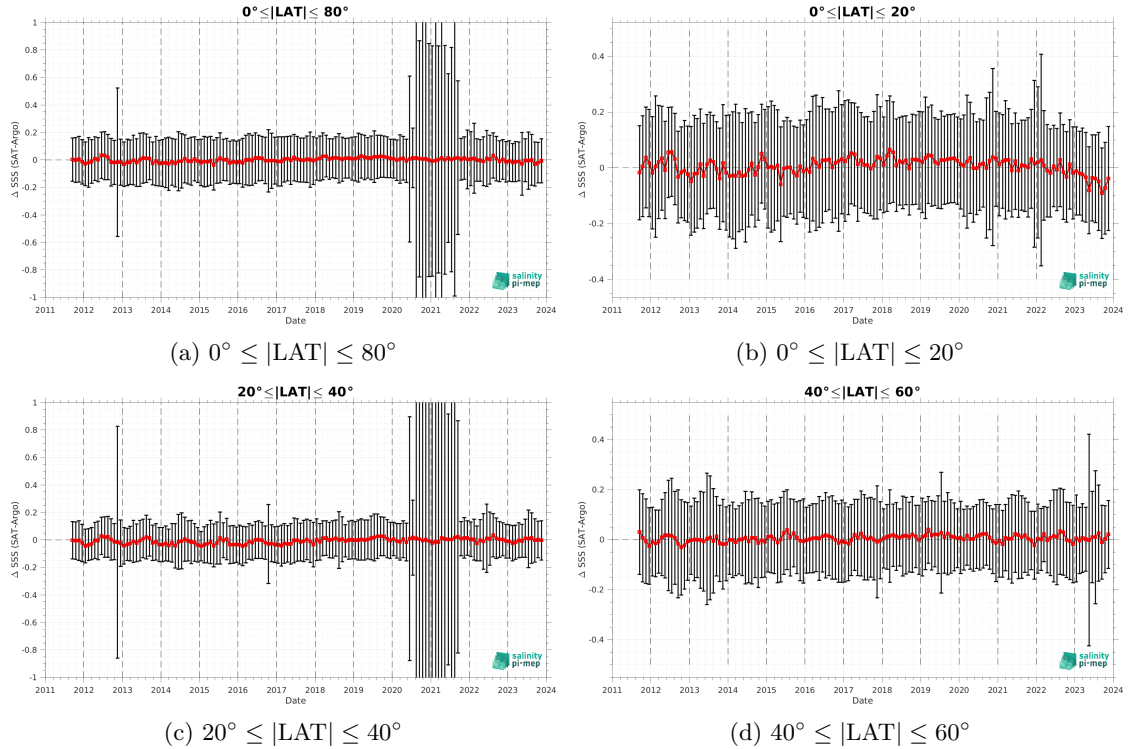 0°≤|LAT|≤ 80°
1
0.8
0.6
0.4
0.2
0
-0.2
-0.4
-0.6
-0.8
-1
Δ SSS (SAT-Argo)
2011 2012 2013 2014 2015 2016 2017 2018 2019 2020 2021 2022 2023 2024
Date
salinity
pi-mep
(a) 0° ≤ |LAT| ≤ 80°
0°≤|LAT|≤ 20°
0.4
0.2
0
-0.2
-0.4
Δ SSS (SAT-Argo)
2011 2012 2013 2014 2015 2016 2017 2018 2019 2020 2021 2022 2023 2024
Date
salinity
pi-mep
(b) 0° ≤ |LAT| ≤ 20°
20°≤|LAT|≤ 40°
1
0.8
0.6
0.4
0.2
0
-0.2
-0.4
-0.6
-0.8
-1
Δ SSS (SAT-Argo)
2011 2012 2013 2014 2015 2016 2017 2018 2019 2020 2021 2022 2023 2024
Date
salinity
pi-mep
(c) 20° ≤ |LAT| ≤ 40°
40°≤|LAT|≤ 60°
0.4
0.2
0
-0.2
-0.4
Δ SSS (SAT-Argo)
2011 2012 2013 2014 2015 2016 2017 2018 2019 2020 2021 2022 2023 2024
Date
salinity
pi-mep
(d) 40° ≤ |LAT| ≤ 60°